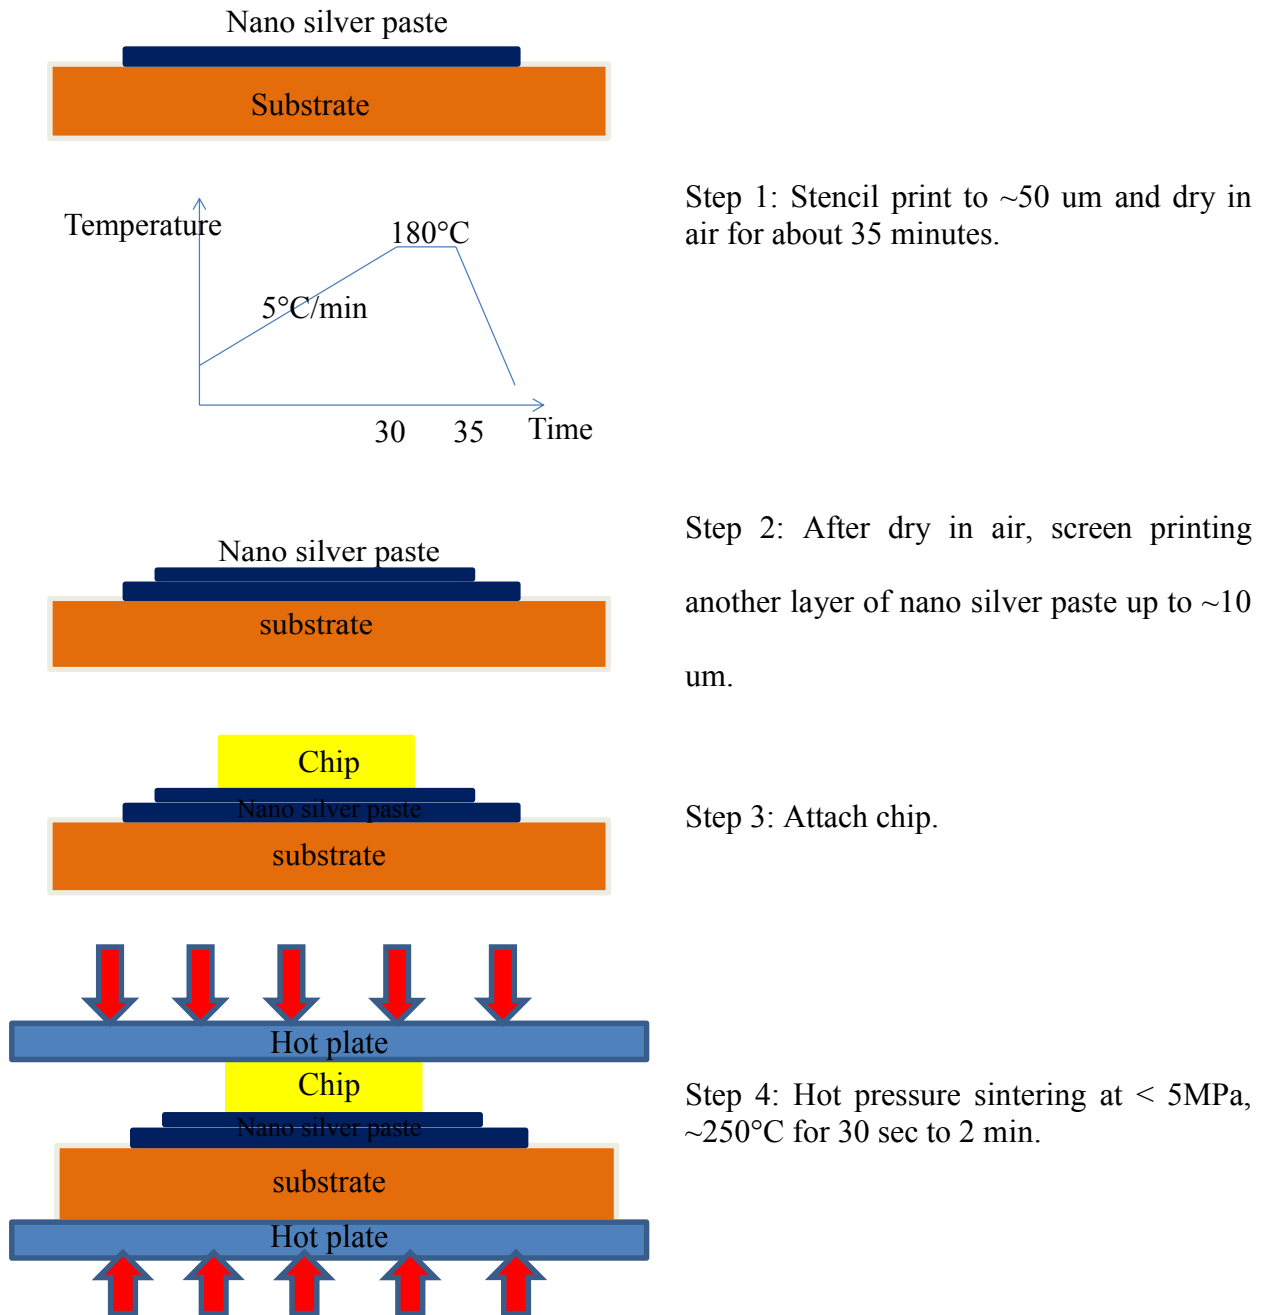 Nano silver paste
Substrate
Temperature
180°C
5°C/min
30
35
Time
Step 1: Stencil print to ~50 um and dry in
air for about 35 minutes.
Nano silver paste
substrate
Step 2: After dry in air, screen printing
another layer of nano silver paste up to ~10
um.
Chip
Nano silver paste
substrate
Step 3: Attach chip.
Hot plate
Chip
Nano silver paste
substrate
Hot plate
Step 4: Hot pressure sintering at < 5MPa,
~250°C for 30 sec to 2 min.